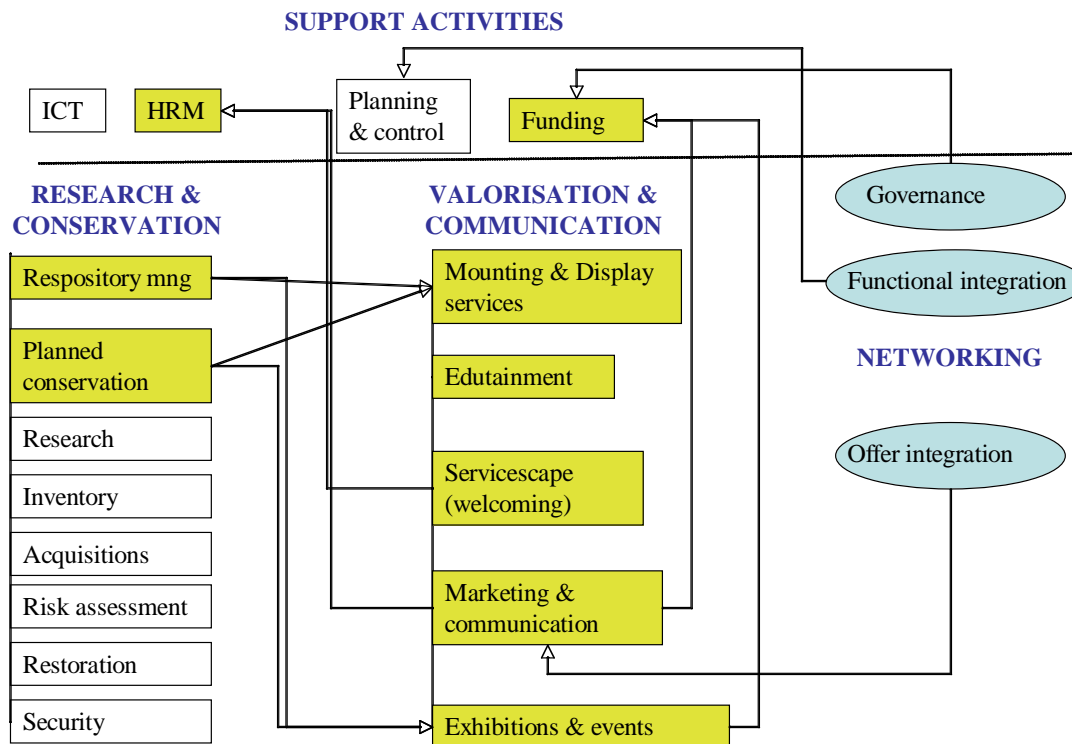 SUPPORT ACTIVITIES
ICT
HRM
Planning
& control
Funding
RESEARCH &
CONSERVATION
Respository mng
Planned
conservation
Research
Inventory
Acquisitions
Risk assessment
Restoration
Security
VALORISATION &
COMMUNICATION
Mounting & Display
services
Edutainment
Servicescape
(welcoming)
Marketing &
communication
Exhibitions & events
Governance
Functional integration
NETWORKING
Offer integration